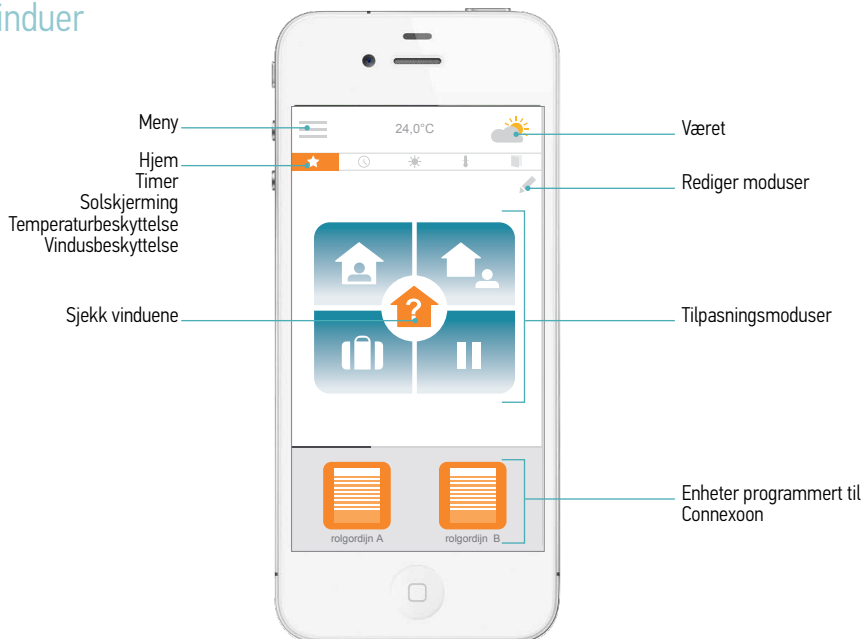 induer
Meny
24,0°C
Været
Hjem
Timer
Solskjerming
Temperaturbeskyttelse
Vindusbeskyttelse
Rediger moduser
Sjekk vinduene
?
Tilpasningsmoduser
Enheter programmert til
Connexoon
rolgordijn A
rolgordijn B